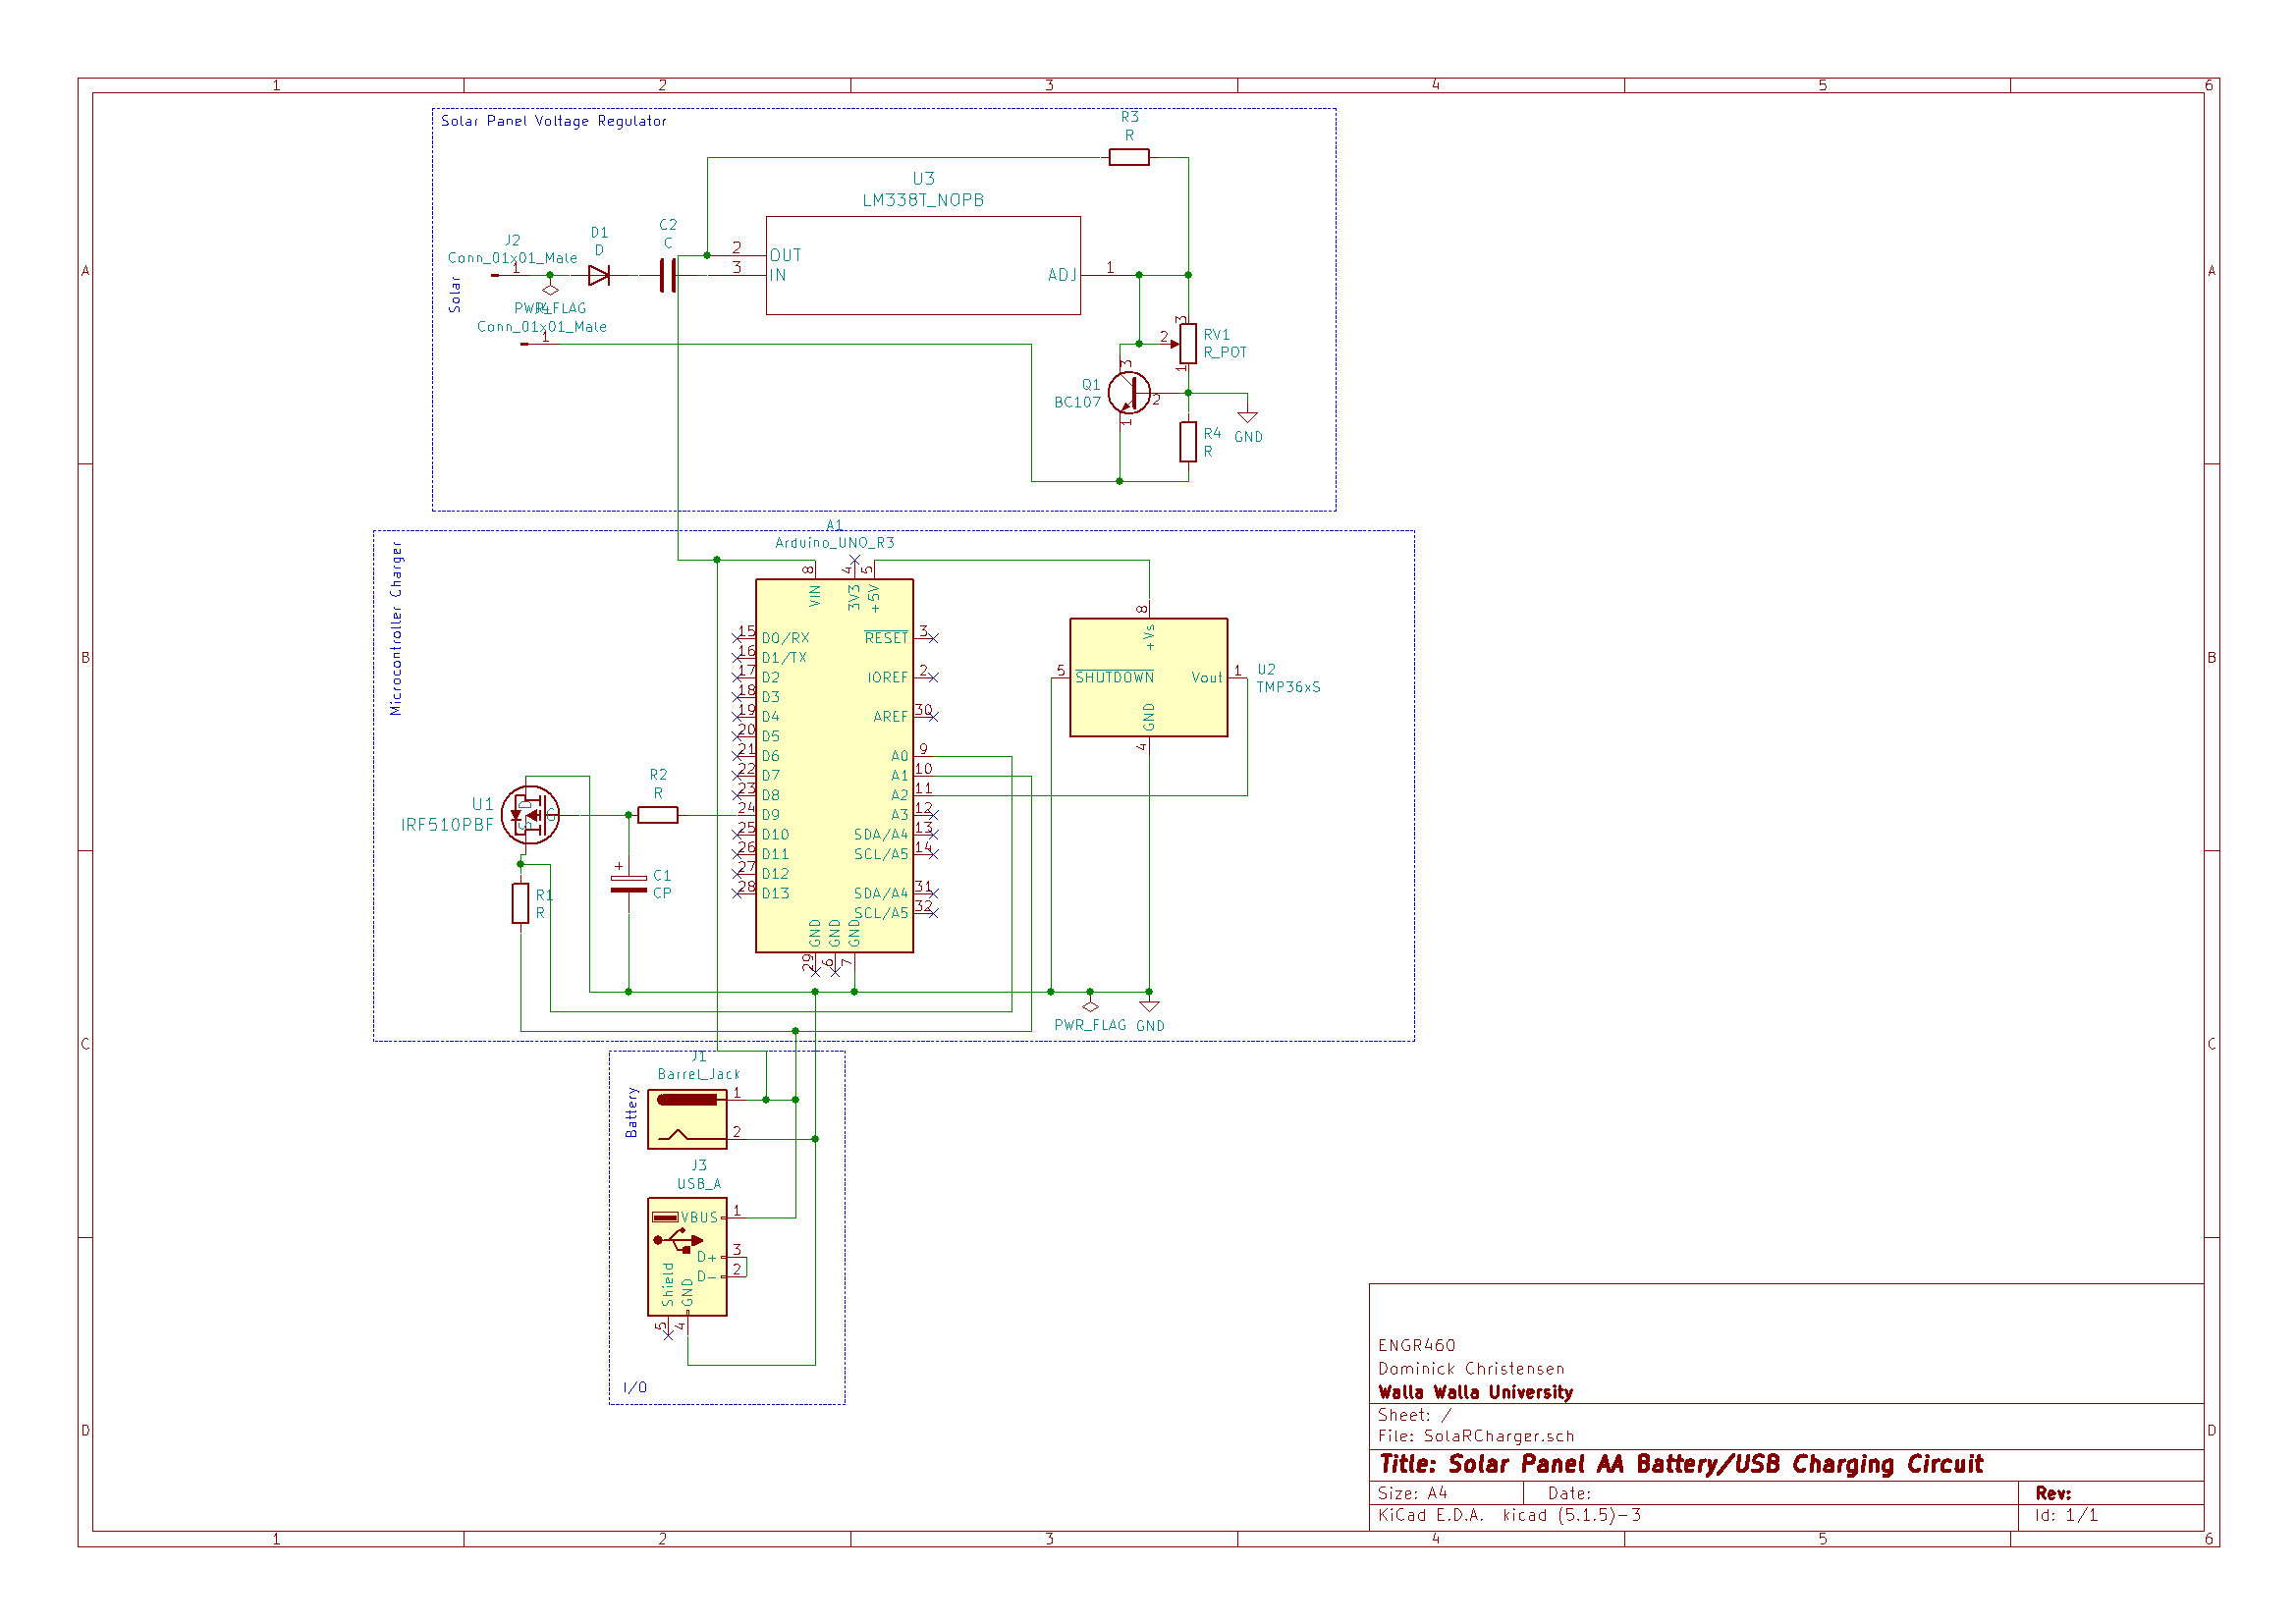 1 2 3 4 5 6
A
B
C
D
A
B
C
D
1 2 3 4 5 6
Solar Panel Voltage Regulator
R3
R
U3
LM338T_NOPB
2
OUT
3
IN
ADJ
1
C2
C
D1
D
J2
Conn_01x01_Male
1
Solar
PWR_FLAG
Conn_01x01_Male
1
3
2
1
RV1
R_POT
Q1
BC107
3
2
1
R4
R
GND
Microcontroller Charger
A1
Arduino_UNO_R3
8
4
5
VIN
3V3
+5V
15 D0/RX
16 D1/TX
17 D2
18 D3
19 D4
20 D5
21 D6
22 D7
23 D8
24 D9
25 D10
26 D11
27 D12
28 D13
RESET 3
IOREF 2
AREF 30
A0 9
A1 10
A2 11
A3 12
SDA/A4 13
SCL/A5 14
SDA/A4 31
SCL/A5 32
GND
GND
GND
29
6
7
8
+Vs
5
SHUTDOWN
Vout
1
GND
4
U2
TMP36xS
U1
IRF510PBF
D
G
S
R2
R
R1
R
+
C1
CP
PWR_FLAG
GND
J1
Barrel_Jack
1
2
Battery
J3
USB_A
VBUS 1
D+ 3
D- 2
Shield
GND
5
4
I/O
ENGR460
Dominick Christensen
Walla Walla University
Sheet: /
File: SolaRCharger.sch
Title: Solar Panel AA Battery/USB Charging Circuit
Size: A4 Date: Rev:
KiCad E.D.A. kicad (5.1.5)-3 Id: 1/1